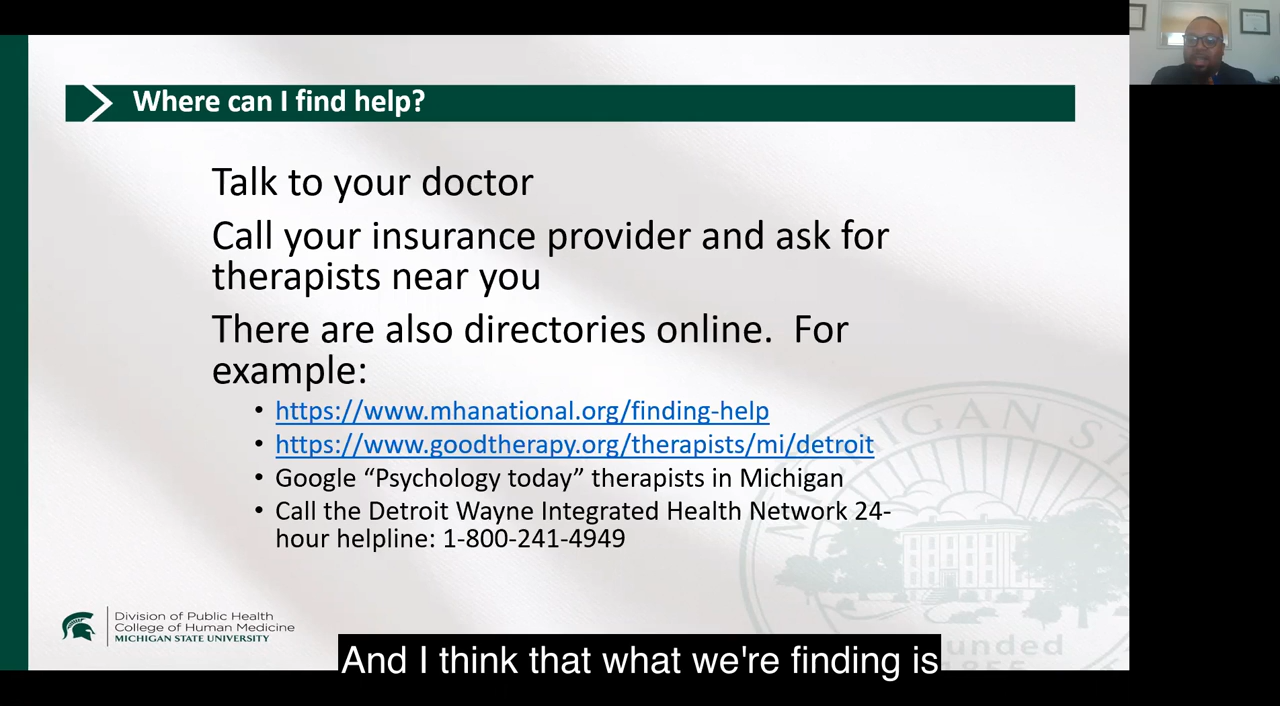 Where can I find help?
Talk to your doctor
Call your insurance provider and ask for
therapists near you
There are also directories online.  For
example:
• https://www.mhanational.org/finding-help
• https://www.goodtherapy.org/therapists/mi/detroit
• Google “Psychology today” therapists in Michigan
• Call the Detroit Wayne Integrated Health Network 24-
hour helpline: 1-800-241-4949
MICHIGAN ST
Division of Public Health
College of Human Medicine
MICHIGAN STATE UNIVERSITY
unded
1855
And I think that what we're finding is